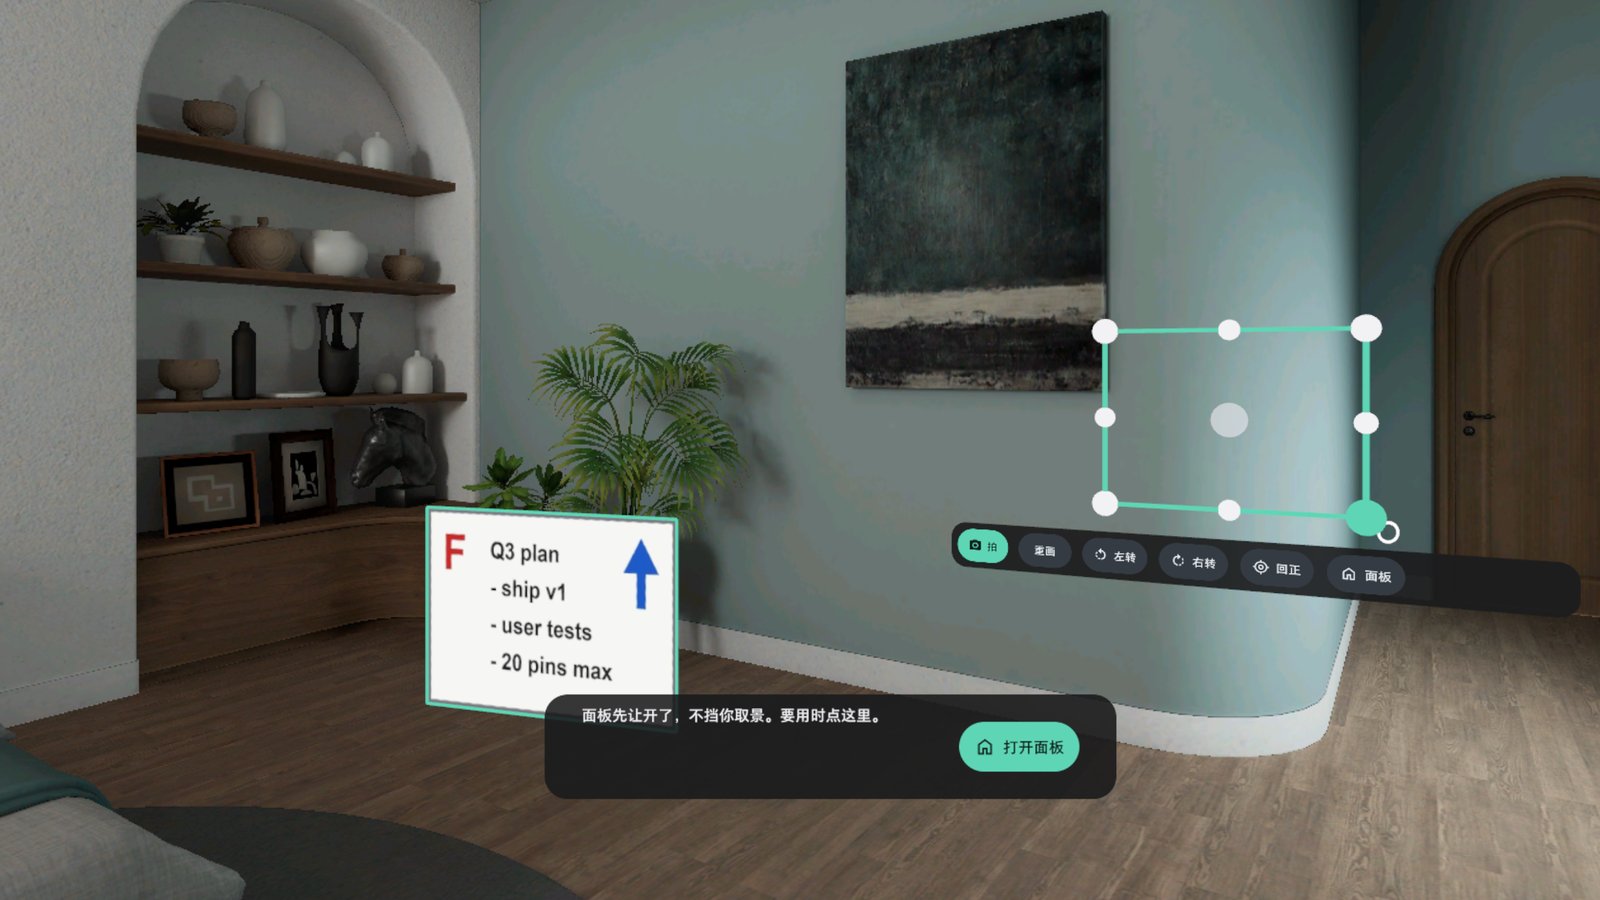 F
Q3 plan
- ship v1
- user tests
- 20 pins max
拍
重画
左转
右转
回正
面板
面板先让开了，不挡你取景。要用时点这里。
打开面板